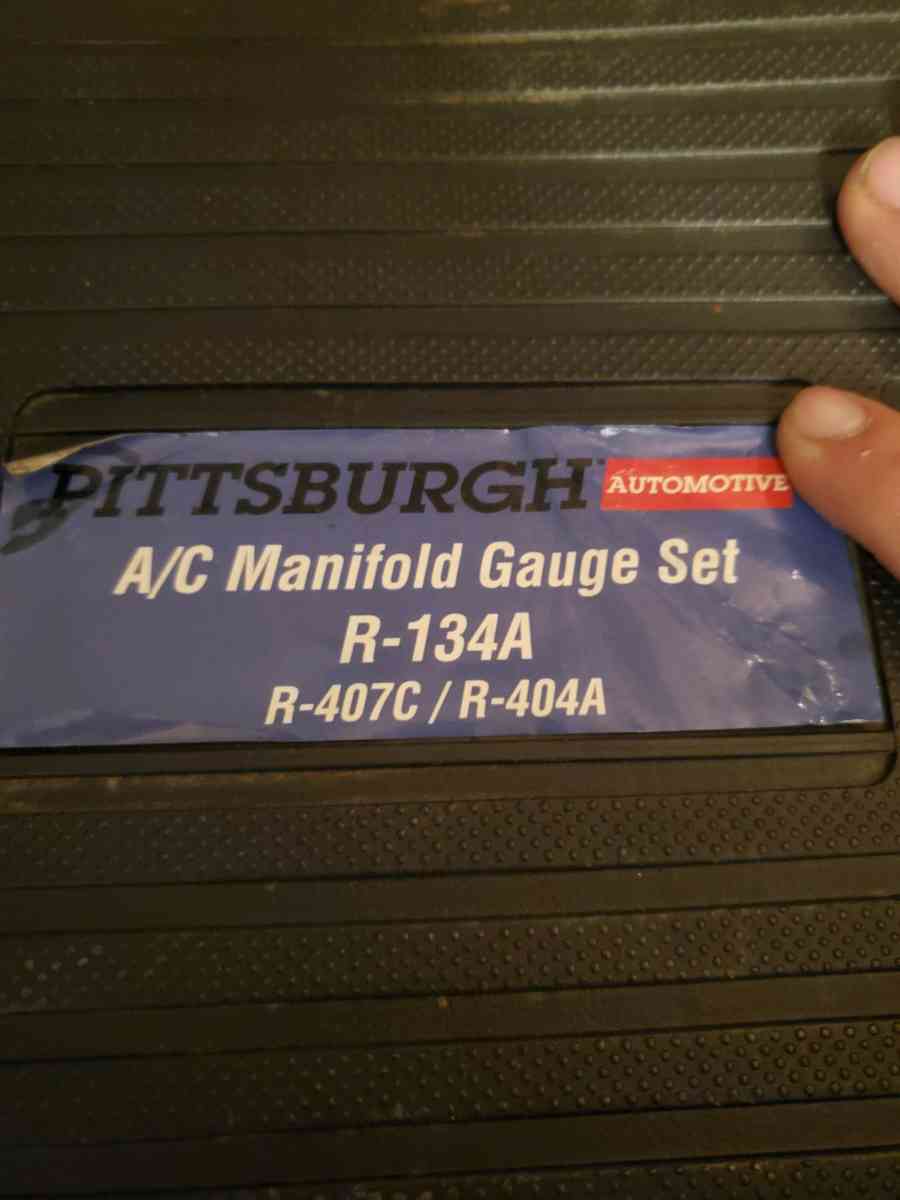 PITTSBURGH AUTOMOTIVE
A/C Manifold Gauge Set
R-134A
R-407C / R-404A